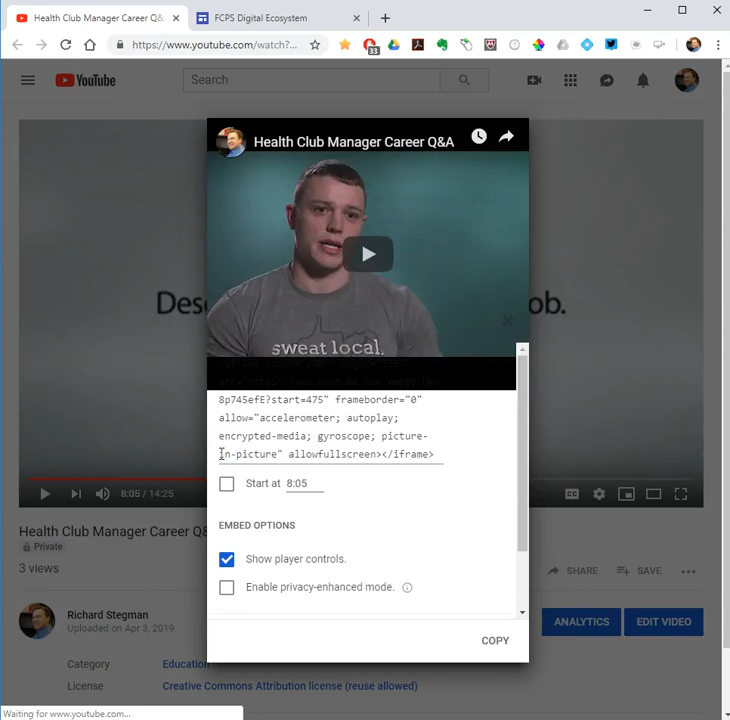 Health Club Manager Career Q&
FCPS Digital Ecosystem
https://www.youtube.com/watch?...
33
YouTube
Search
Health Club Manager Career Q&A
Des
ob.
sweat local.
8p745efE?start=475" frameborder="0"
allow="accelerometer; autoplay;
encrypted-media; gyroscope; picture-
in-picture" allowfullscreen></iframe>
Start at 8:05
8:05 / 14:25
EMBED OPTIONS
Health Club Manager Career Q&
Private
Show player controls.
3 views
SHARE
SAVE
Enable privacy-enhanced mode.
Richard Stegman
Uploaded on Apr 3, 2019
ANALYTICS
EDIT VIDEO
COPY
Category
Education
License
Creative Commons Attribution license (reuse allowed)
Waiting for www.youtube.com...